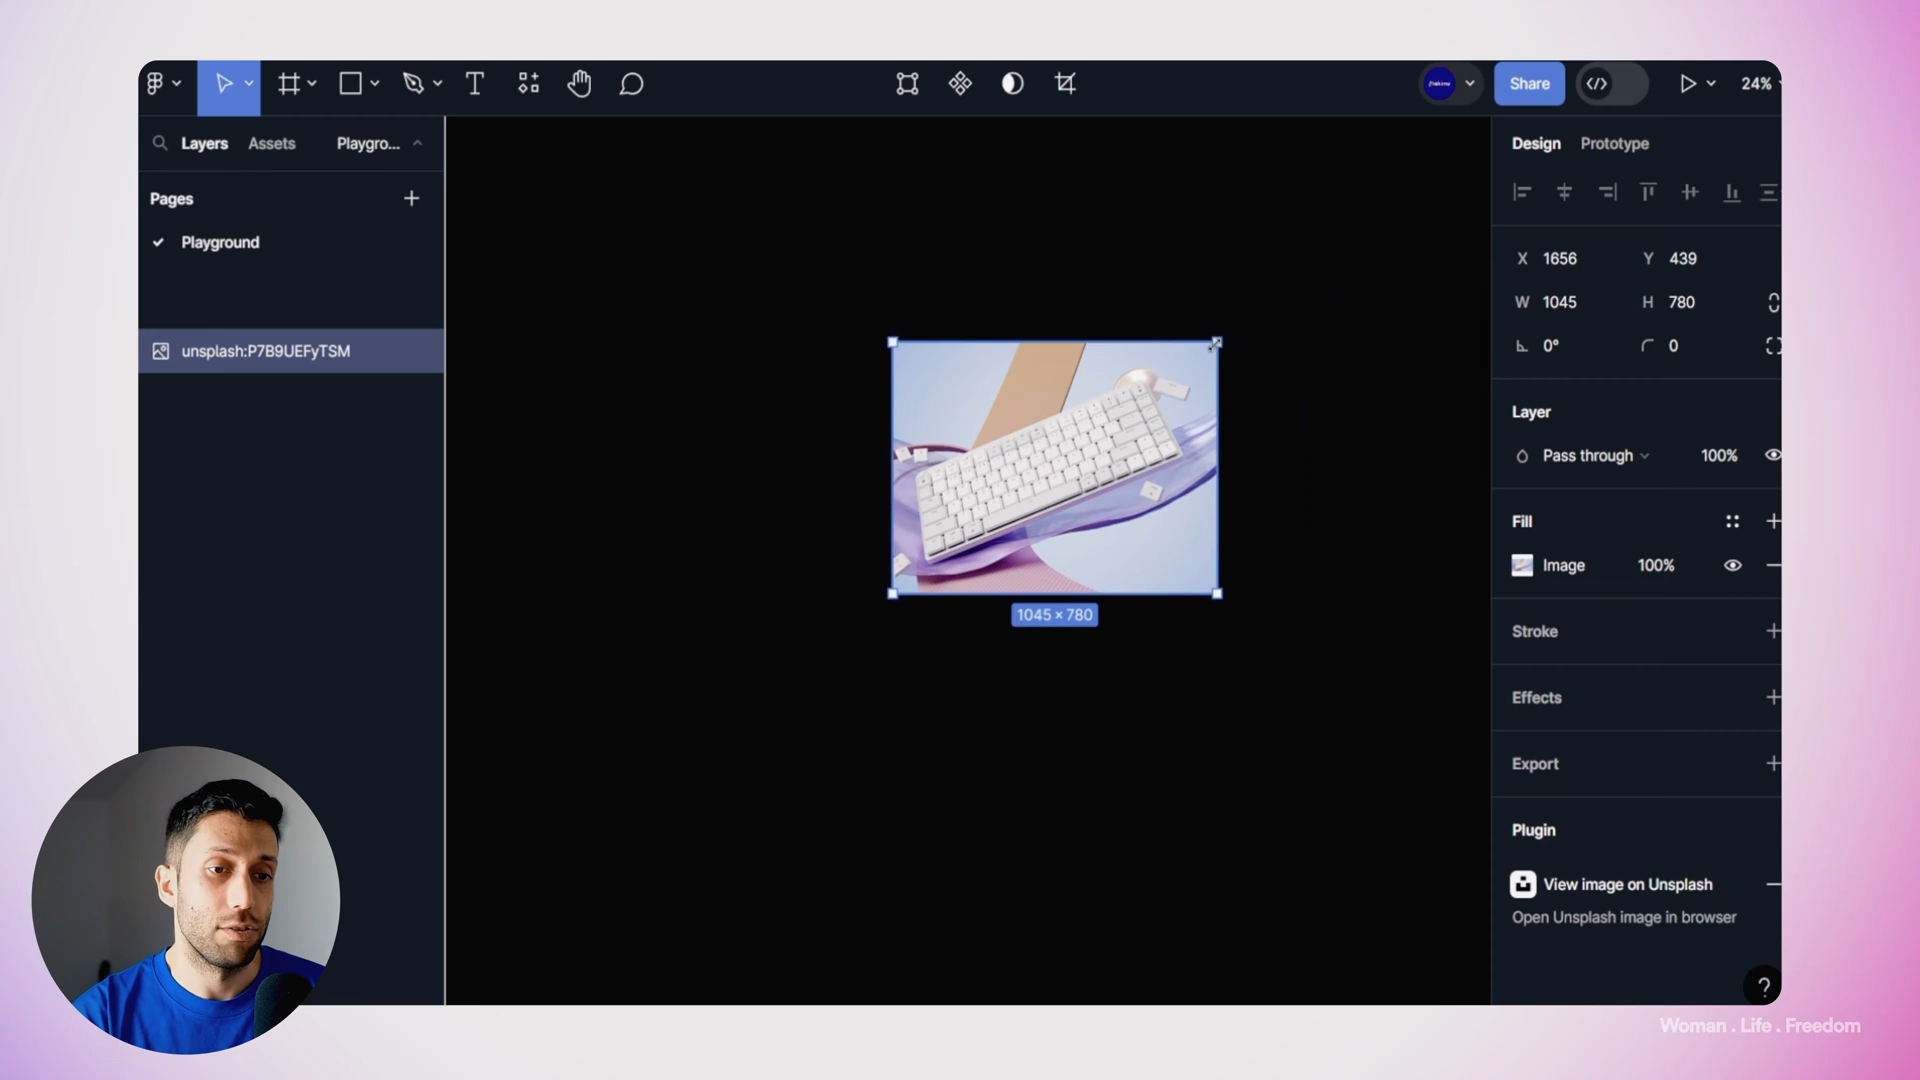 Share
24%
Layers Assets Playgro...
Design Prototype
Pages
Playground
X 1656 Y 439
W 1045 H 780
0° 0
unsplash:P7B9UEFyTSM
Layer
Pass through 100%
Fill
Image 100%
1045 × 780
Stroke
Effects
Export
Plugin
View image on Unsplash
Open Unsplash image in browser
?
Woman . Life . Freedom